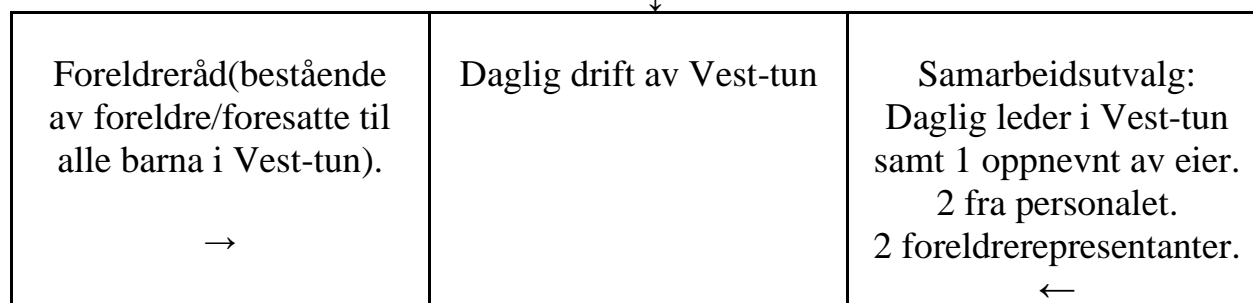 ↓
Foreldreråd(bestående
av foreldre/foresatte til
alle barna i Vest-tun).
→
Daglig drift av Vest-tun
Samarbeidsutvalg:
Daglig leder i Vest-tun
samt 1 oppnevnt av eier.
2 fra personalet.
2 foreldrerepresentanter.
←